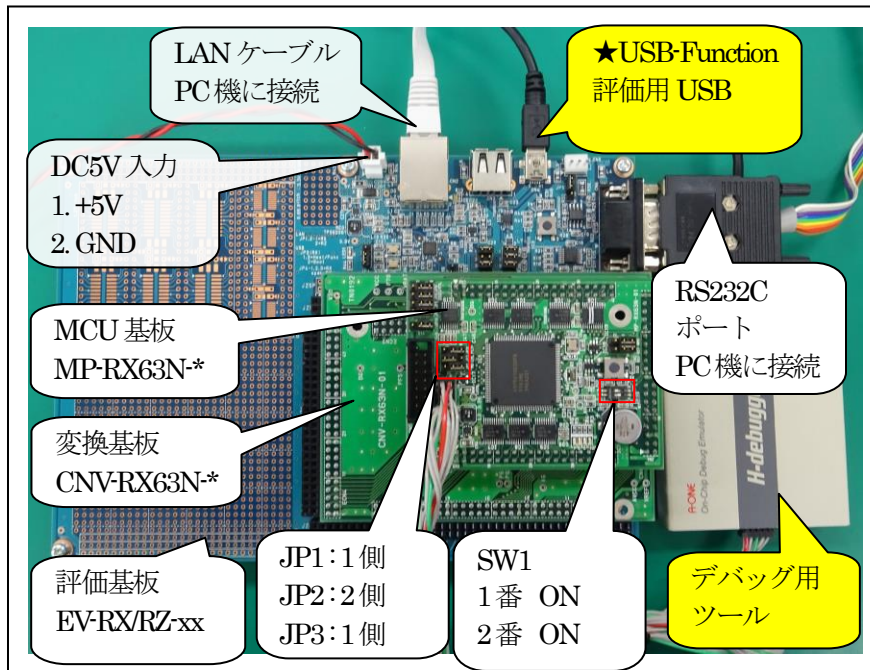 LANケーブル
PC機に接続
★USB-Function
評価用 USB
DC5V入力
1. +5V
2. GND
MCU基板
MP-RX63N-*
変換基板
CNV-RX63N-*
評価基板
EV-RX/RZ-xx
JP1:1側
JP2:2側
JP3:1側
SW1
1番 ON
2番 ON
RS232C
ポート
PC機に接続
デバッグ用
ツール
CNV-RX63N-01
A-ONE
On-Chip Debug Emulator
H-debugge